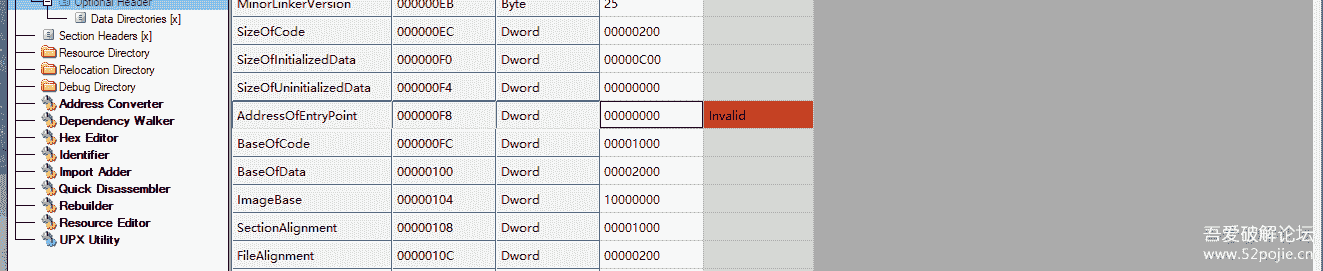 Optional Header
Data Directories [x]
Section Headers [x]
Resource Directory
Relocation Directory
Debug Directory
Address Converter
Dependency Walker
Hex Editor
Identifier
Import Adder
Quick Disassembler
Rebuilder
Resource Editor
UPX Utility
MinorLinkerVersion 000000EB Byte 25
SizeOfCode 000000EC Dword 00000200
SizeOfInitializedData 000000F0 Dword 00000C00
SizeOfUninitializedData 000000F4 Dword 00000000
AddressOfEntryPoint 000000F8 Dword 00000000 Invalid
BaseOfCode 000000FC Dword 00001000
BaseOfData 00000100 Dword 00002000
ImageBase 00000104 Dword 10000000
SectionAlignment 00000108 Dword 00001000
FileAlignment 0000010C Dword 00000200
吾爱破解论坛
www.52pojie.cn